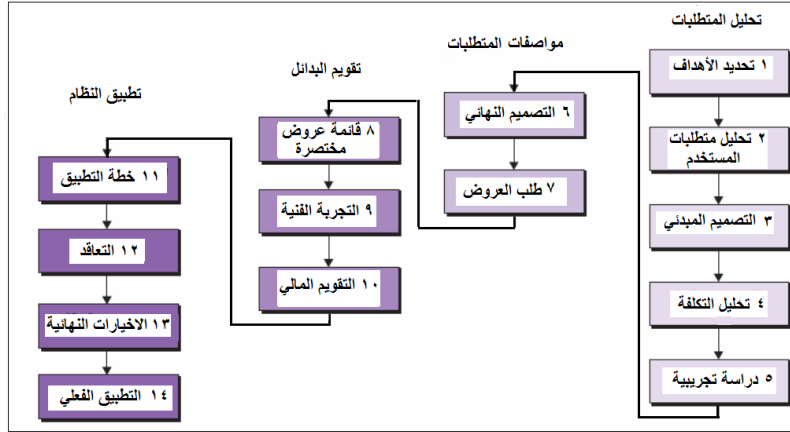 تحليل المتطلبات
١ تحديد الأهداف
٢ تحليل متطلبات
المستخدم
٣ التصميم المبدئي
٤ تحليل التكلفة
٥ دراسة تجريبية
مواصفات المتطلبات
٦ التصميم النهائي
٧ طلب العروض
تقويم البدائل
٨ قائمة عروض
مختصرة
٩ التجربة الفنية
١٠ التقويم المالي
تطبيق النظام
١١ خطة التطبيق
١٢ التعاقد
١٣ الاخيارات النهائية
١٤ التطبيق الفعلي